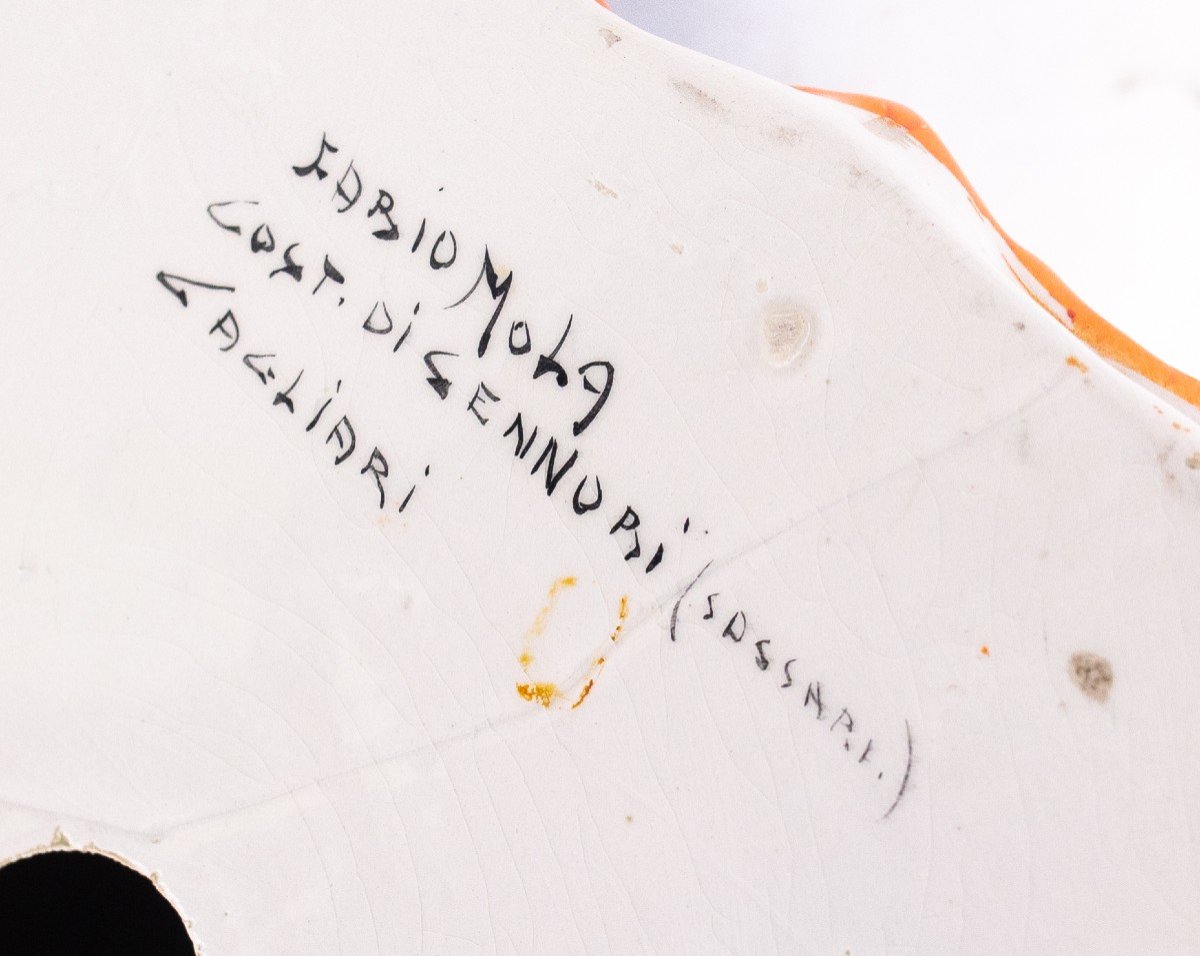 FABIO MOLA
COST. Di SENNORi (SASSARI.)
CAGLiARi